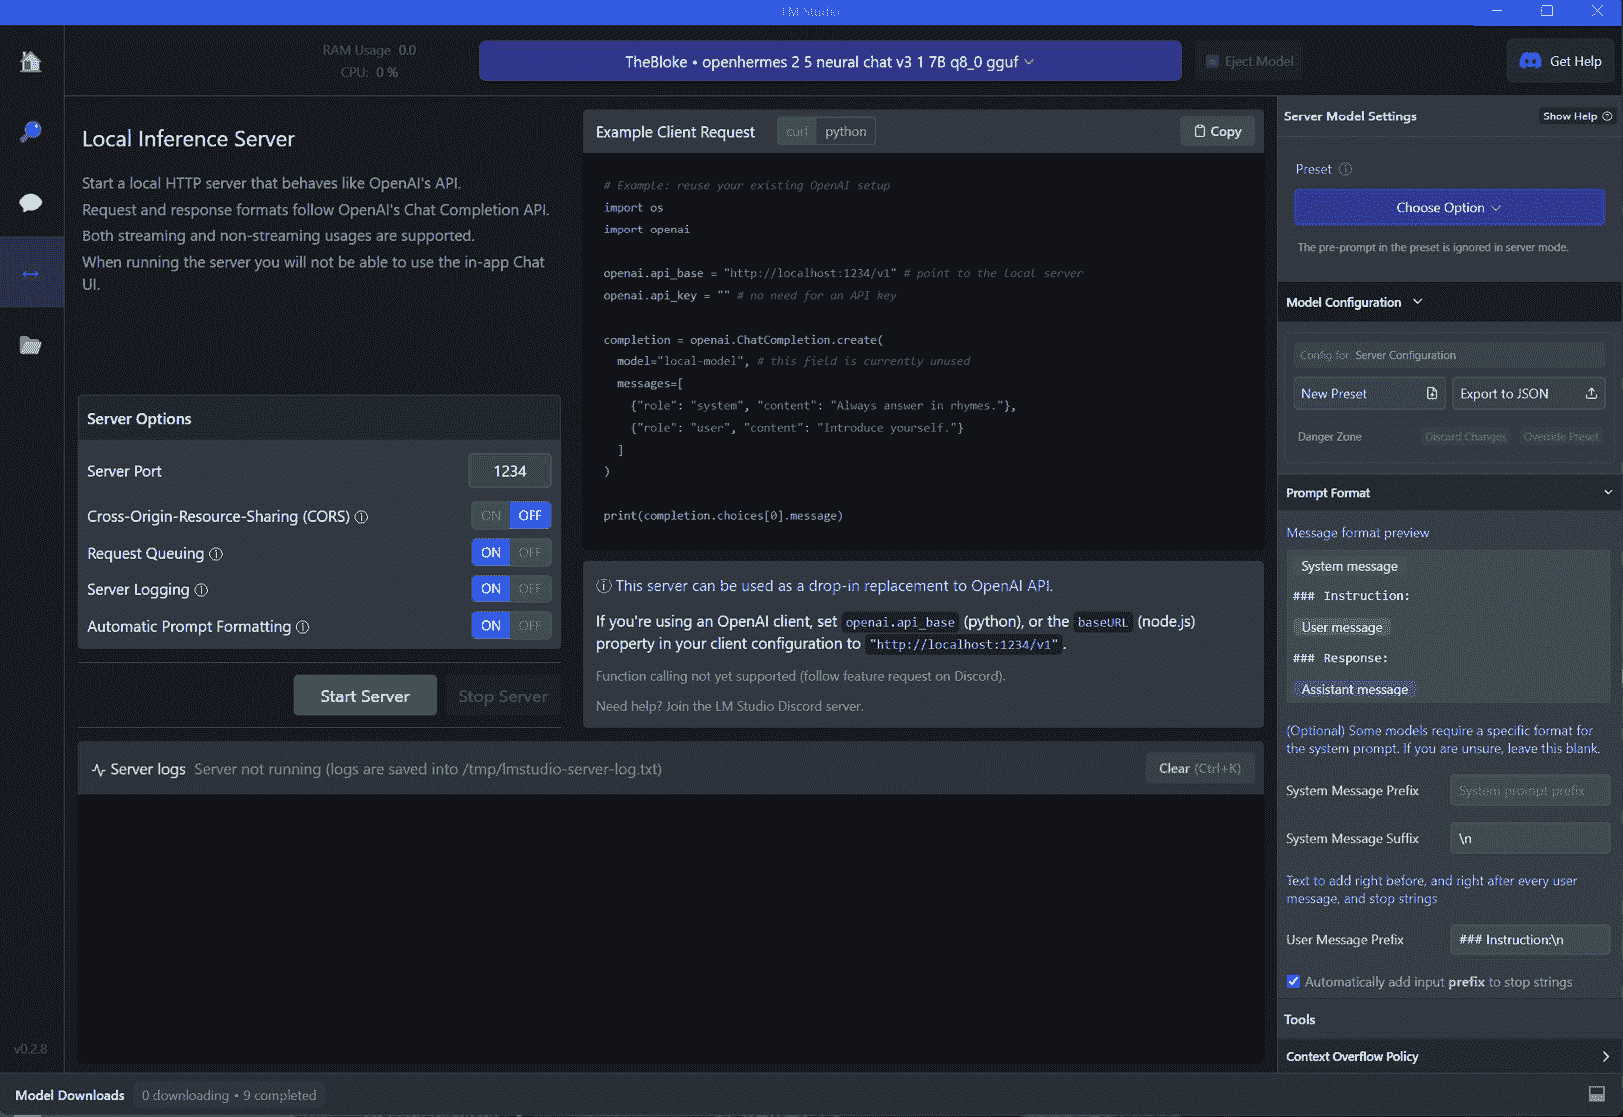 LM Studio
RAM Usage 0.0
CPU: 0 %
TheBloke • openhermes 2 5 neural chat v3 1 7B q8_0 gguf
Eject Model
Get Help
Local Inference Server
Start a local HTTP server that behaves like OpenAI's API.
Request and response formats follow OpenAI's Chat Completion API.
Both streaming and non-streaming usages are supported.
When running the server you will not be able to use the in-app Chat
UI.
Server Options
Server Port 1234
Cross-Origin-Resource-Sharing (CORS) ON OFF
Request Queuing ON OFF
Server Logging ON OFF
Automatic Prompt Formatting ON OFF
Start Server Stop Server
Example Client Request curl python Copy
# Example: reuse your existing OpenAI setup
import os
import openai
openai.api_base = "http://localhost:1234/v1" # point to the local server
openai.api_key = "" # no need for an API key
completion = openai.ChatCompletion.create(
model="local-model", # this field is currently unused
messages=[
{"role": "system", "content": "Always answer in rhymes."},
{"role": "user", "content": "Introduce yourself."}
]
)
print(completion.choices[0].message)
This server can be used as a drop-in replacement to OpenAI API.
If you're using an OpenAI client, set openai.api_base (python), or the baseURL (node.js)
property in your client configuration to "http://localhost:1234/v1".
Function calling not yet supported (follow feature request on Discord).
Need help? Join the LM Studio Discord server.
Server logs Server not running (logs are saved into /tmp/lmstudio-server-log.txt)
Clear (Ctrl+K)
Server Model Settings Show Help
Preset
Choose Option
The pre-prompt in the preset is ignored in server mode.
Model Configuration
Config for Server Configuration
New Preset Export to JSON
Danger Zone Discard Changes Override Preset
Prompt Format
Message format preview
System message
### Instruction:
User message
### Response:
Assistant message
(Optional) Some models require a specific format for
the system prompt. If you are unsure, leave this blank.
System Message Prefix System prompt prefix
System Message Suffix \n
Text to add right before, and right after every user
message, and stop strings
User Message Prefix ### Instruction:\n
Automatically add input prefix to stop strings
Tools
Context Overflow Policy
v0.2.8
Model Downloads 0 downloading • 9 completed